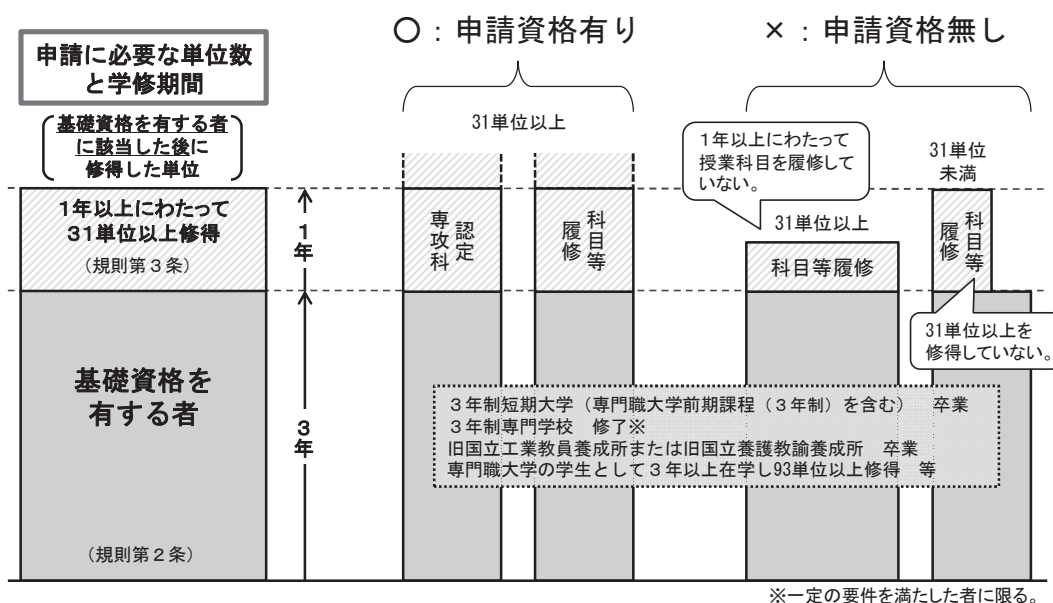 申請に必要な単位数
と学修期間
基礎資格を有する者
に該当した後に
修得した単位
1年以上にわたって
31単位以上修得
(規則第3条)
1年
基礎資格を
有する者
(規則第2条)
3年
○：申請資格有り
31単位以上
認定
専攻科
科目等
履修
×：申請資格無し
1年以上にわたって
授業科目を履修して
いない。
31単位以上
科目等履修
31単位
未満
科目等
履修
31単位以上を
修得していない。
３年制短期大学（専門職大学前期課程（３年制）を含む）　卒業
３年制専門学校　修了※
旧国立工業教員養成所または旧国立養護教諭養成所　卒業
専門職大学の学生として３年以上在学し93単位以上修得　等
※一定の要件を満たした者に限る。